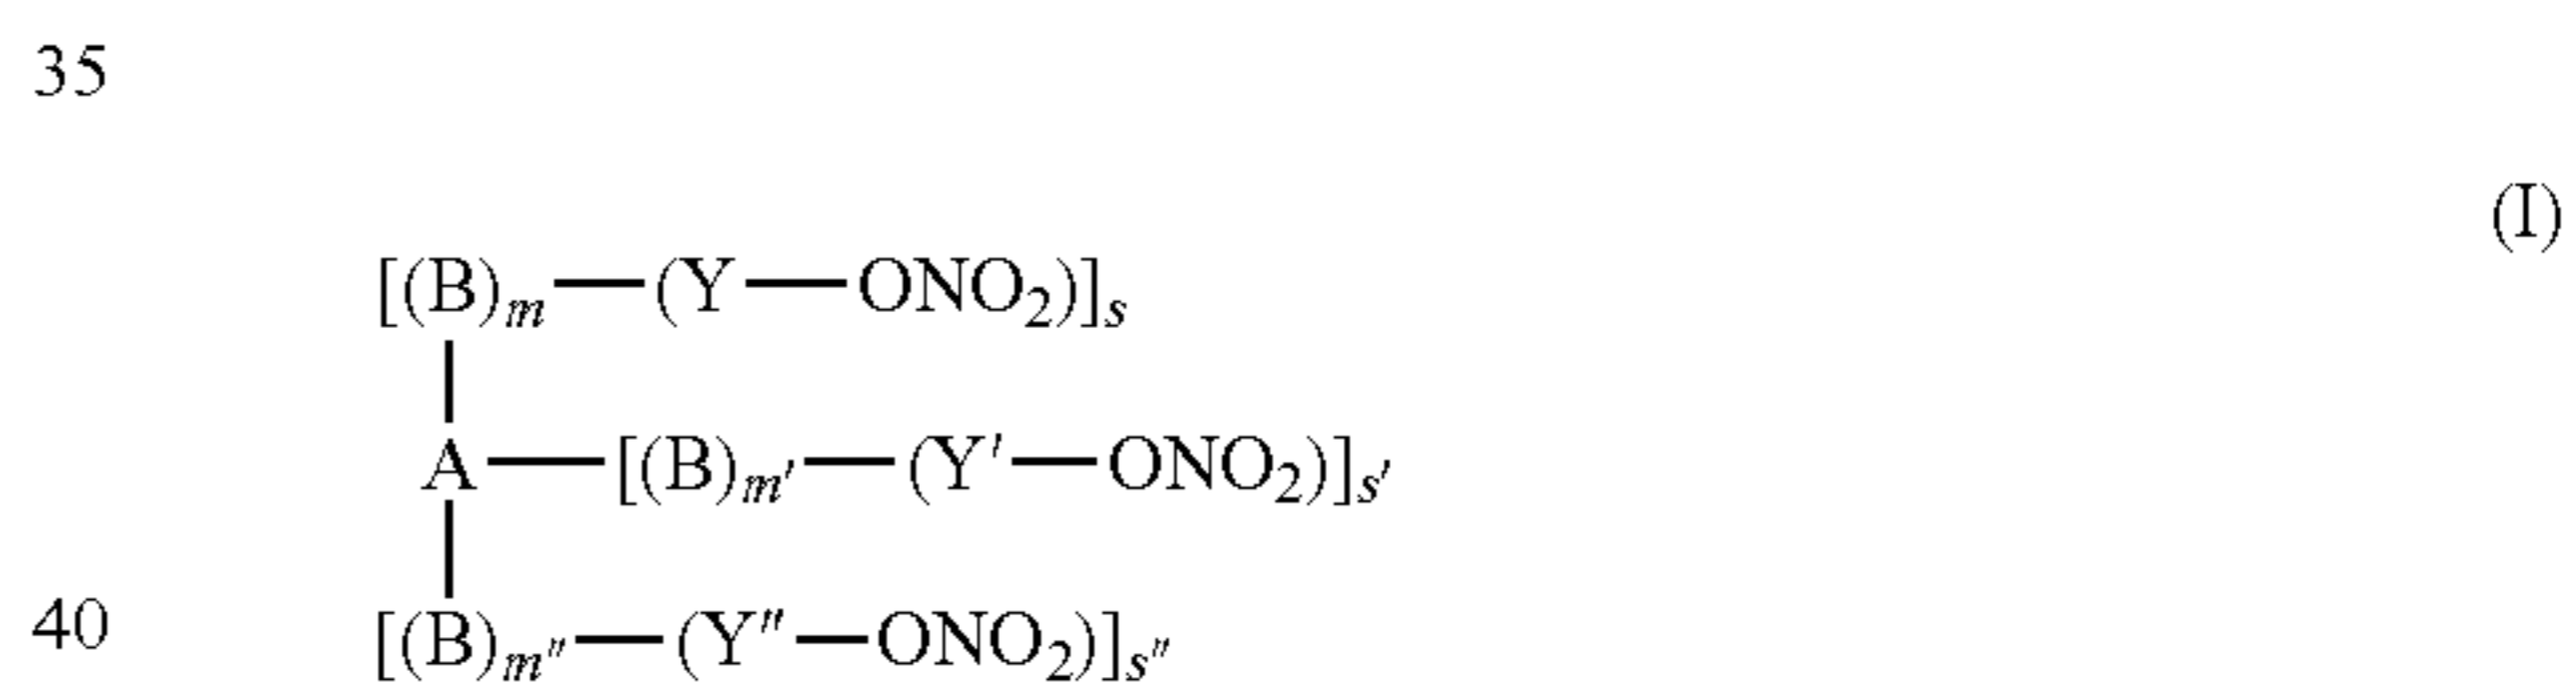 35
(I)
[(B)m—(Y—ONO2)]s
A—[(B)m'—(Y'—ONO2)]s'
40
[(B)m"—(Y"—ONO2)]s"